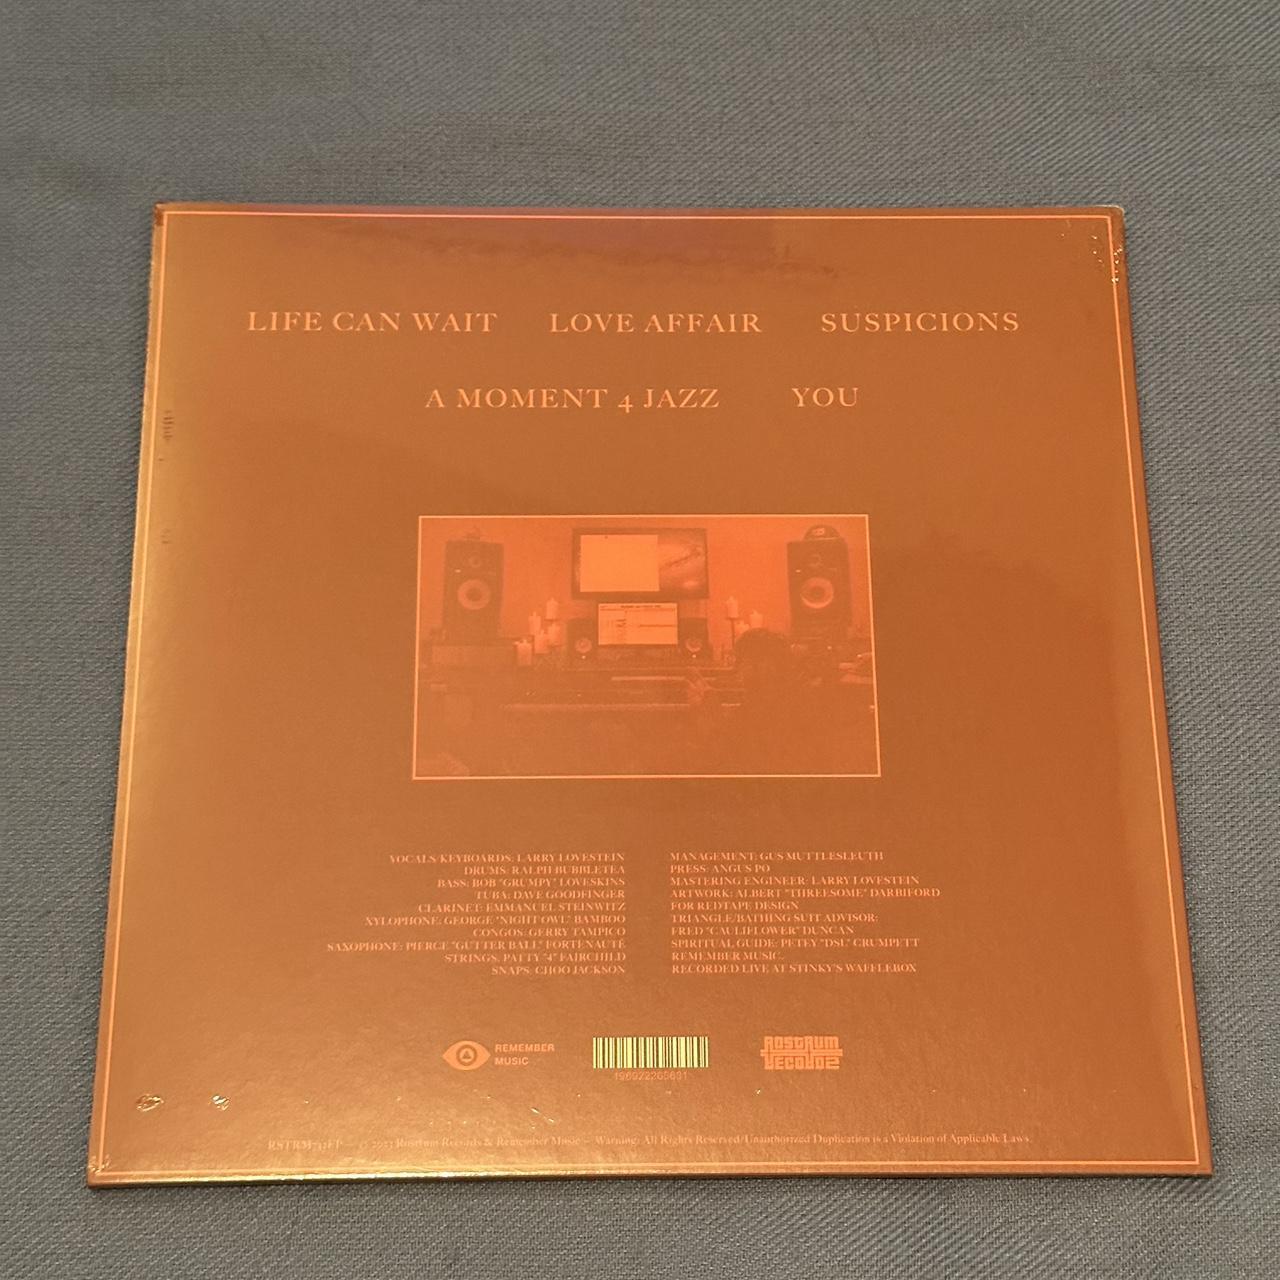 LIFE CAN WAIT LOVE AFFAIR SUSPICIONS
A MOMENT 4 JAZZ YOU
VOCALS/KEYBOARDS: LARRY LOVESTEIN
DRUMS: RALPH BUBBLETEA
BASS: BOB "GRUMPY" LOVESKINS
TUBA: DAVE GOODFINGER
CLARINET: EMMANUEL STEINWITZ
XYLOPHONE: GEORGE "NIGHT OWL" BAMBOO
CONGOS: GERRY TAMPICO
SAXOPHONE: PIERCE "GUTTER BALL" FORTENAUTÉ
STRINGS: PATTY "4" FAIRCHILD
SNAPS: CHOO JACKSON
MANAGEMENT: GUS MUTTLESLEUTH
PRESS: ANGUS PO
MASTERING ENGINEER: LARRY LOVESTEIN
ARTWORK: ALBERT "THREESOME" DARBIFORD
FOR REDTAPE DESIGN
TRIANGLE/BATHING SUIT ADVISOR:
FRED "CAULIFLOWER" DUNCAN
SPIRITUAL GUIDE: PETEY "DSL" CRUMPETT
REMEMBER MUSIC.
RECORDED LIVE AT STINKY'S WAFFLEBOX
REMEMBER
MUSIC
ROSTRUM
RECORDS
2023 Rostrum Records & Remember Music – Warning: All Rights Reserved/Unauthorized Duplication is a Violation of Applicable Laws.